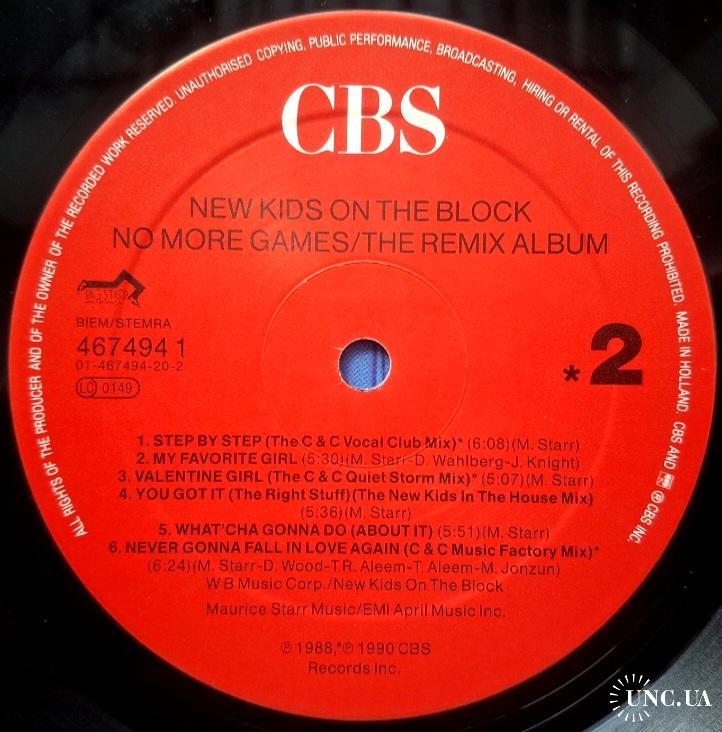 ALL RIGHTS OF THE PRODUCER AND OF THE OWNER OF THE RECORDED WORK RESERVED. UNAUTHORISED COPYING, PUBLIC PERFORMANCE, BROADCASTING, HIRING OR RENTAL OF THIS RECORDING PROHIBITED. MADE IN HOLLAND. CBS AND ® CBS INC.
CBS
NEW KIDS ON THE BLOCK
NO MORE GAMES/THE REMIX ALBUM
BIEM/STEMRA
467494 1
01-467494-20-2
LC 0149
*2
1. STEP BY STEP (The C & C Vocal Club Mix)* (6:08)(M. Starr)
2. MY FAVORITE GIRL (5:30)(M. Starr-D. Wahlberg-J. Knight)
3. VALENTINE GIRL (The C & C Quiet Storm Mix)* (5:07)(M. Starr)
4. YOU GOT IT (The Right Stuff)(The New Kids In The House Mix)
(5:36)(M. Starr)
5. WHAT'CHA GONNA DO (ABOUT IT) (5:51)(M. Starr)
6. NEVER GONNA FALL IN LOVE AGAIN (C & C Music Factory Mix)*
(6:24)(M. Starr-D. Wood-T.R. Aleem-T. Aleem-M. Jonzun)
W B Music Corp./New Kids On The Block
Maurice Starr Music/EMI April Music Inc.
℗ 1988,*℗ 1990 CBS
Records Inc.
UNC.UA